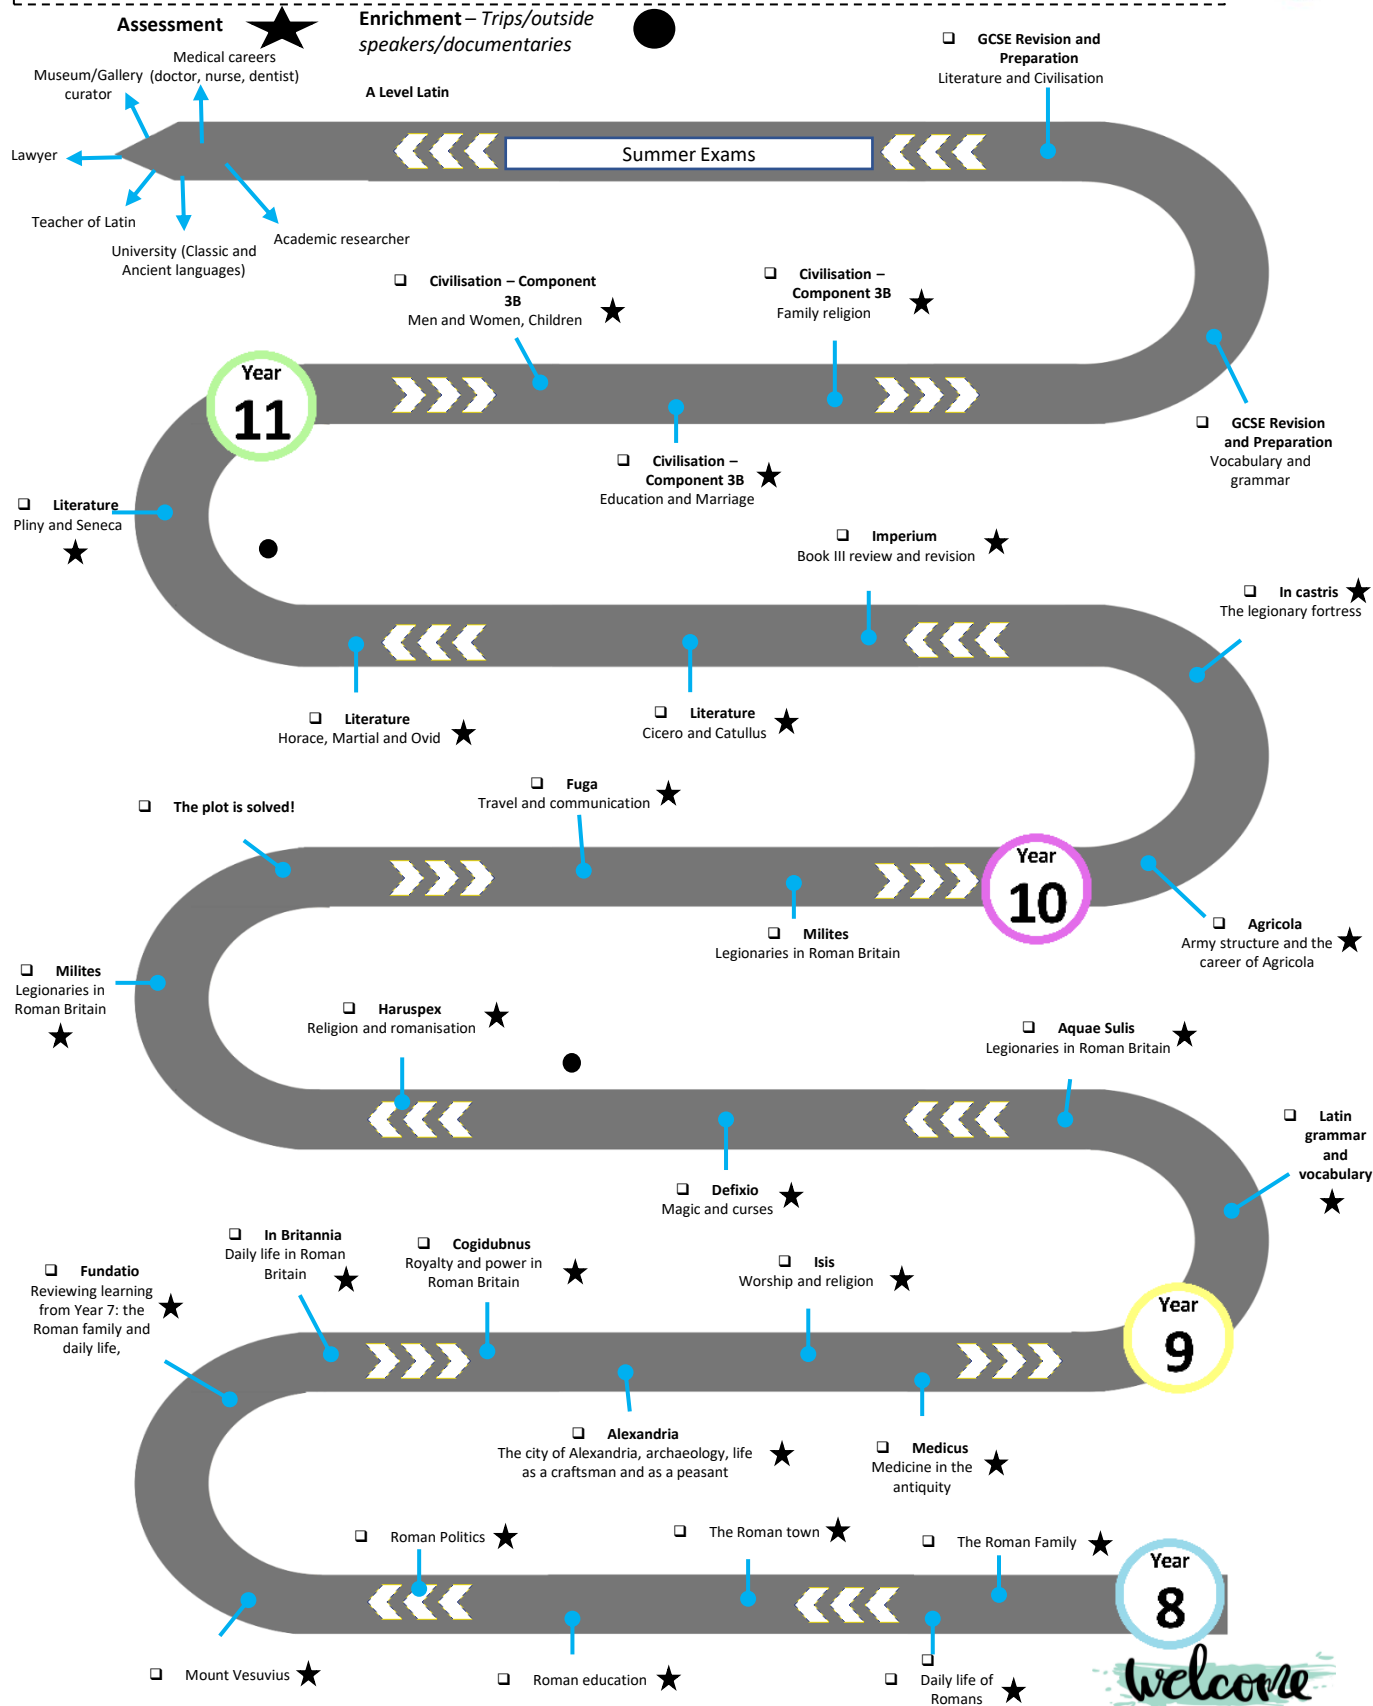 Assessment
Enrichment – Trips/outside
speakers/documentaries
Medical careers
(doctor, nurse, dentist)
Museum/Gallery
curator
Lawyer
Teacher of Latin
University (Classic and
Ancient languages)
Academic researcher
A Level Latin
Summer Exams
❑ GCSE Revision and
Preparation
Literature and Civilisation
❑ GCSE Revision
and Preparation
Vocabulary and
grammar
❑ Civilisation –
Component 3B
Family religion
❑ Civilisation – Component
3B
Men and Women, Children
❑ Civilisation –
Component 3B
Education and Marriage
Year
11
❑ Literature
Pliny and Seneca
❑ Imperium
Book III review and revision
❑ In castris
The legionary fortress
❑ Literature
Horace, Martial and Ovid
❑ Literature
Cicero and Catullus
❑ Fuga
Travel and communication
❑ The plot is solved!
Year
10
❑ Milites
Legionaries in Roman Britain
❑ Agricola
Army structure and the
career of Agricola
❑ Milites
Legionaries in
Roman Britain
❑ Haruspex
Religion and romanisation
❑ Aquae Sulis
Legionaries in Roman Britain
❑ Latin
grammar
and
vocabulary
❑ Defixio
Magic and curses
❑ In Britannia
Daily life in Roman
Britain
❑ Cogidubnus
Royalty and power in
Roman Britain
❑ Isis
Worship and religion
❑ Fundatio
Reviewing learning
from Year 7: the
Roman family and
daily life,
Year
9
❑ Alexandria
The city of Alexandria, archaeology, life
as a craftsman and as a peasant
❑ Medicus
Medicine in the
antiquity
❑ Roman Politics
❑ The Roman town
❑ The Roman Family
Year
8
❑ Mount Vesuvius
❑ Roman education
❑
❑ Daily life of
Romans
welcome